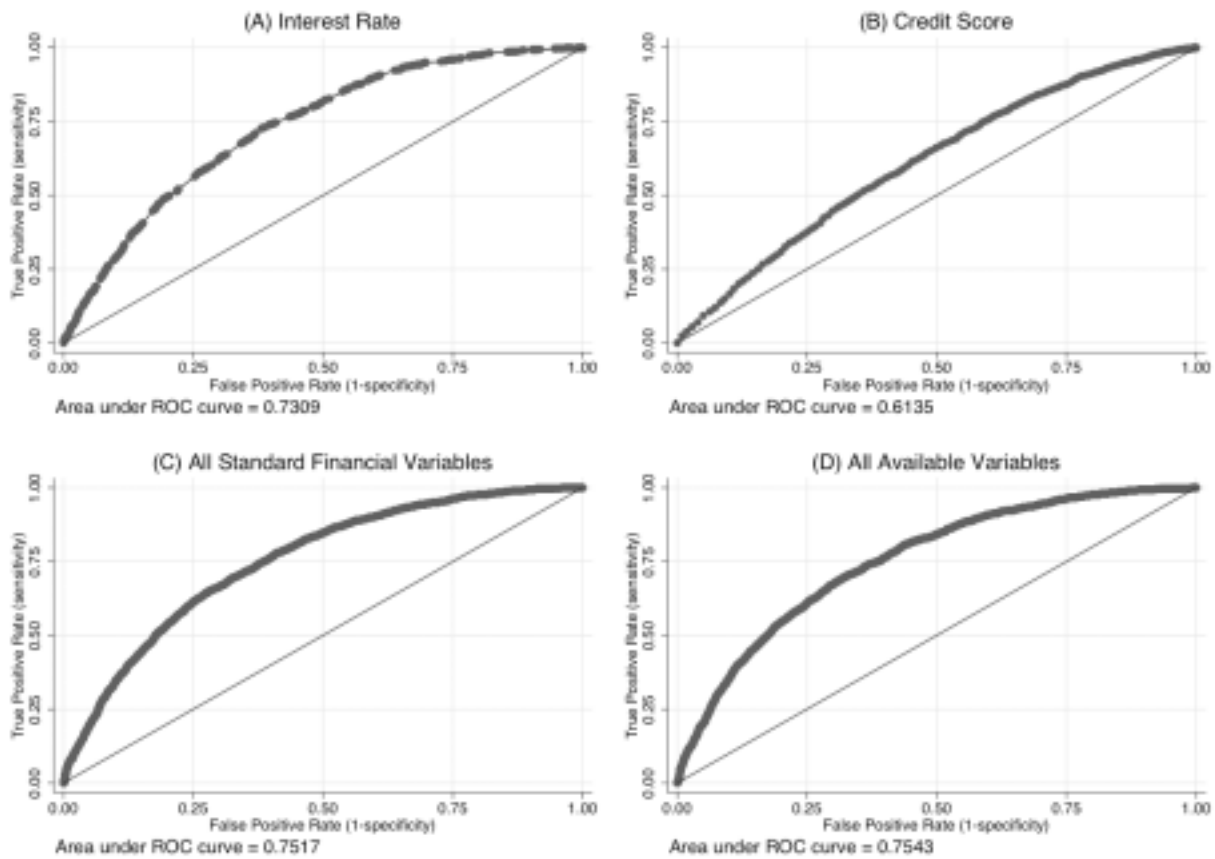 (A) Interest Rate
True Positive Rate (sensitivity)
1.00
0.75
0.50
0.25
0.00
0.00 0.25 0.50 0.75 1.00
False Positive Rate (1-specificity)
Area under ROC curve = 0.7309
(B) Credit Score
True Positive Rate (sensitivity)
1.00
0.75
0.50
0.25
0.00
0.00 0.25 0.50 0.75 1.00
False Positive Rate (1-specificity)
Area under ROC curve = 0.6135
(C) All Standard Financial Variables
True Positive Rate (sensitivity)
1.00
0.75
0.50
0.25
0.00
0.00 0.25 0.50 0.75 1.00
False Positive Rate (1-specificity)
Area under ROC curve = 0.7517
(D) All Available Variables
True Positive Rate (sensitivity)
1.00
0.75
0.50
0.25
0.00
0.00 0.25 0.50 0.75 1.00
False Positive Rate (1-specificity)
Area under ROC curve = 0.7543